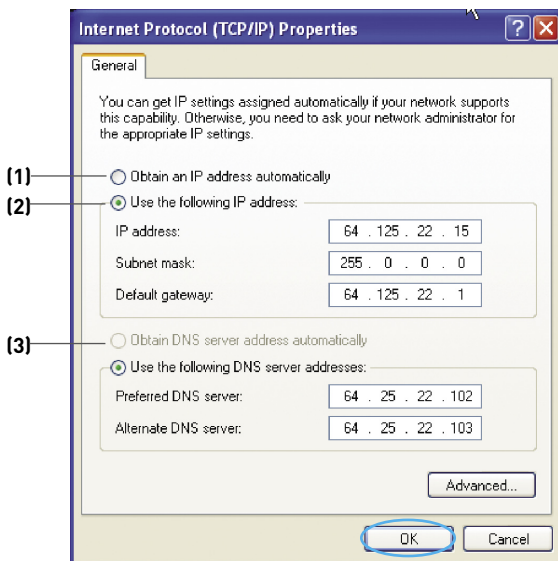 Internet Protocol (TCP/IP) Properties
General
You can get IP settings assigned automatically if your network supports
this capability. Otherwise, you need to ask your network administrator for
the appropriate IP settings.
(1) Obtain an IP address automatically
(2) Use the following IP address:
IP address: 64 . 125 . 22 . 15
Subnet mask: 255 . 0 . 0 . 0
Default gateway: 64 . 125 . 22 . 1
(3) Obtain DNS server address automatically
Use the following DNS server addresses:
Preferred DNS server: 64 . 25 . 22 . 102
Alternate DNS server: 64 . 25 . 22 . 103
Advanced...
OK Cancel